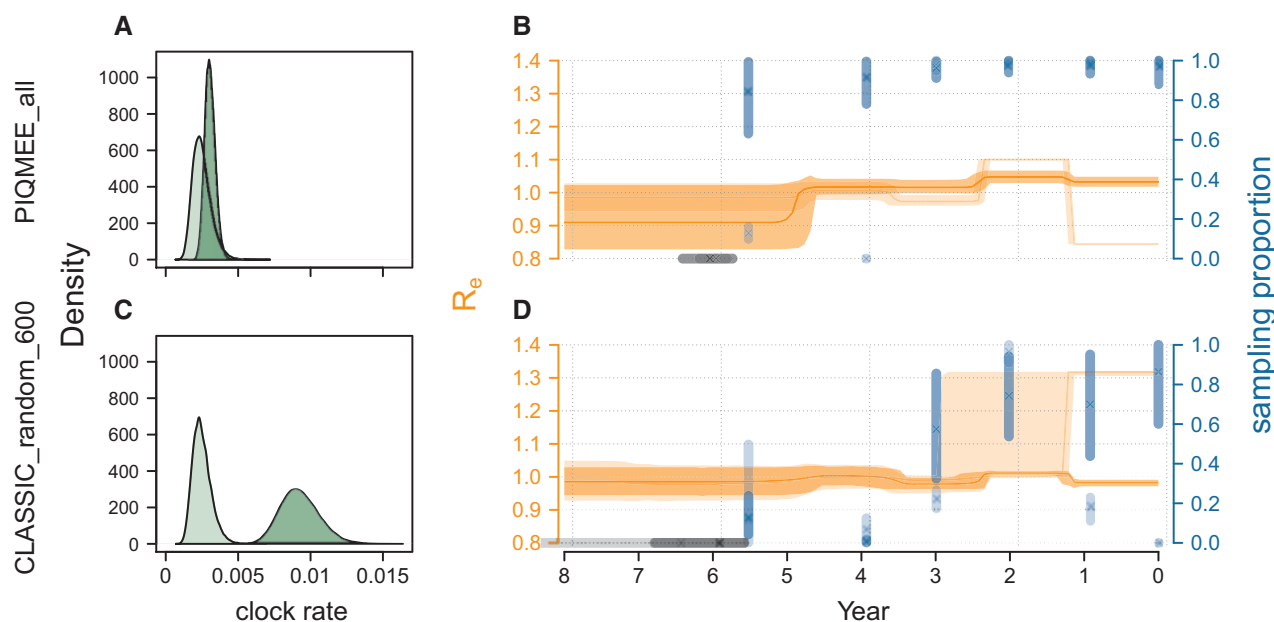 A
B
PIQMEE_all
Density
1000
800
600
400
200
0
1.4
1.3
1.2
1.1
1.0
0.9
0.8
1.0
0.8
0.6
0.4
0.2
0.0
Re
sampling proportion
C
D
CLASSIC_random_600
1000
800
600
400
200
0
1.4
1.3
1.2
1.1
1.0
0.9
0.8
1.0
0.8
0.6
0.4
0.2
0.0
0 0.005 0.01 0.015
8 7 6 5 4 3 2 1 0
clock rate
Year